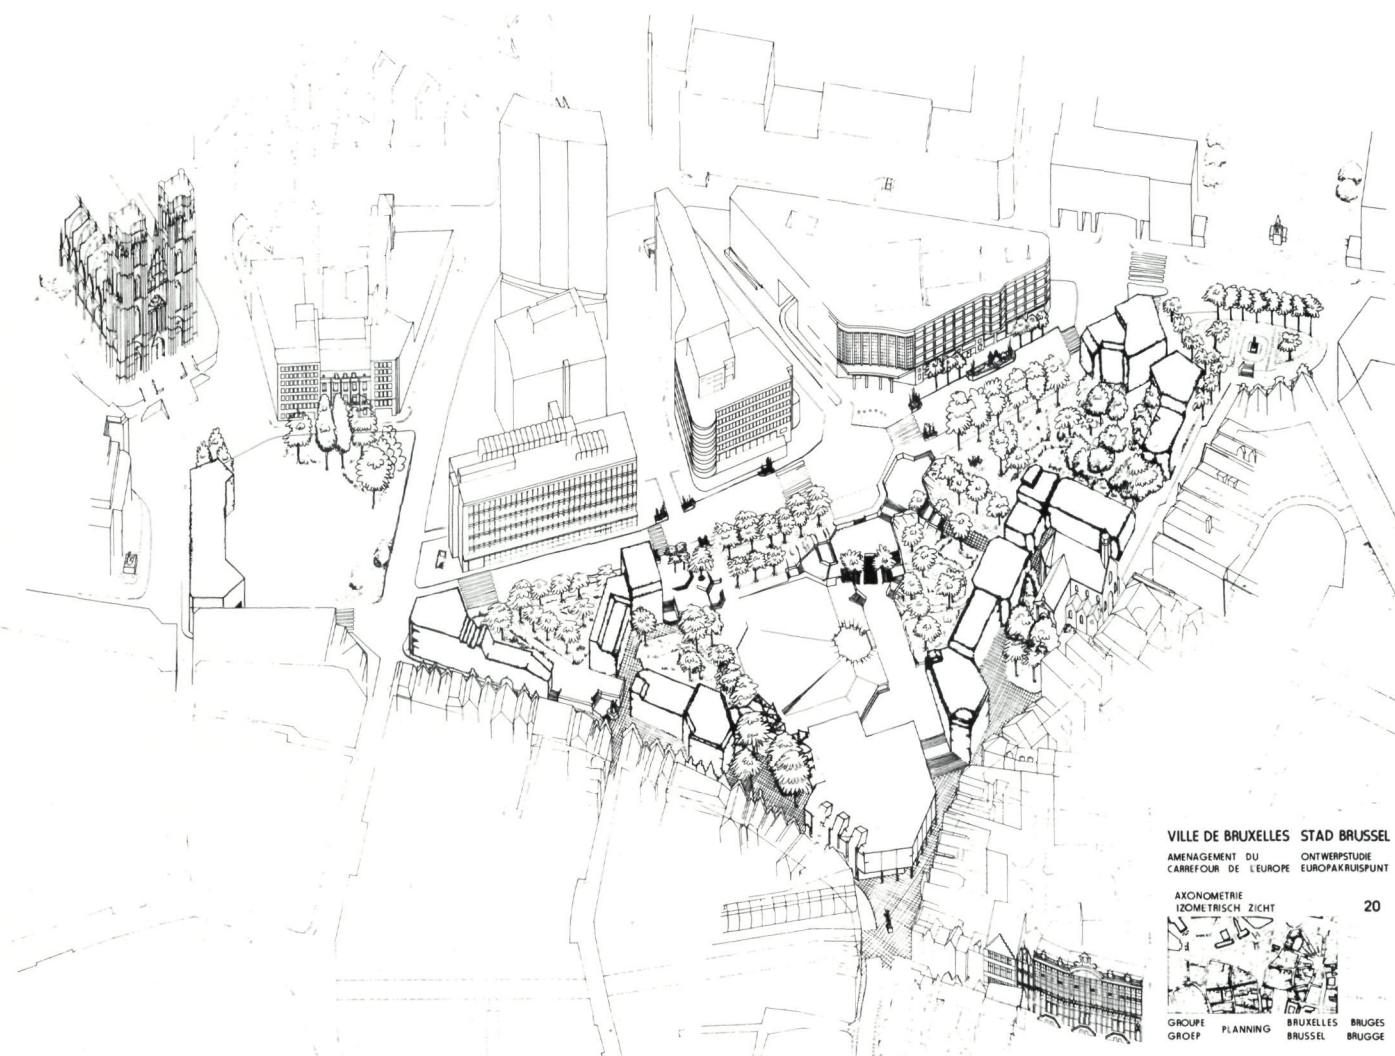 VILLE DE BRUXELLES STAD BRUSSEL
AMENAGEMENT DU ONTWERPSTUDIE
CARREFOUR DE L'EUROPE EUROPAKRUISPUNT
AXONOMETRIE
IZOMETRISCH ZICHT 20
GROUPE PLANNING BRUXELLES BRUGES
GROEP BRUSSEL BRUGGE